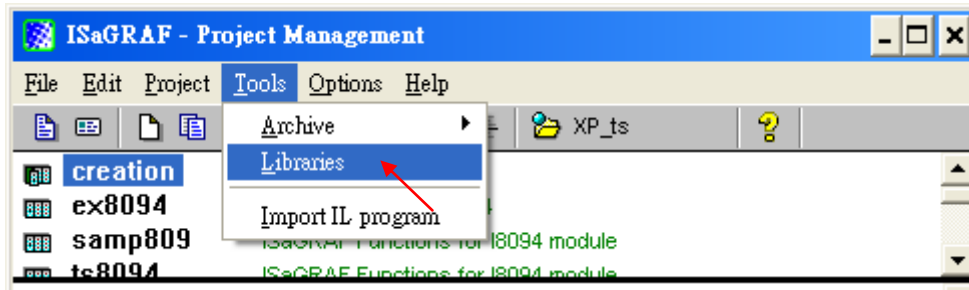 ISaGRAF - Project Management
File Edit Project Tools Options Help
XP_ts
Archive
Libraries
Import IL program
creation
ex8094
samp809 ISaGRAF Functions for I8094 module
ts8094 ISaGRAF Functions for I8094 module